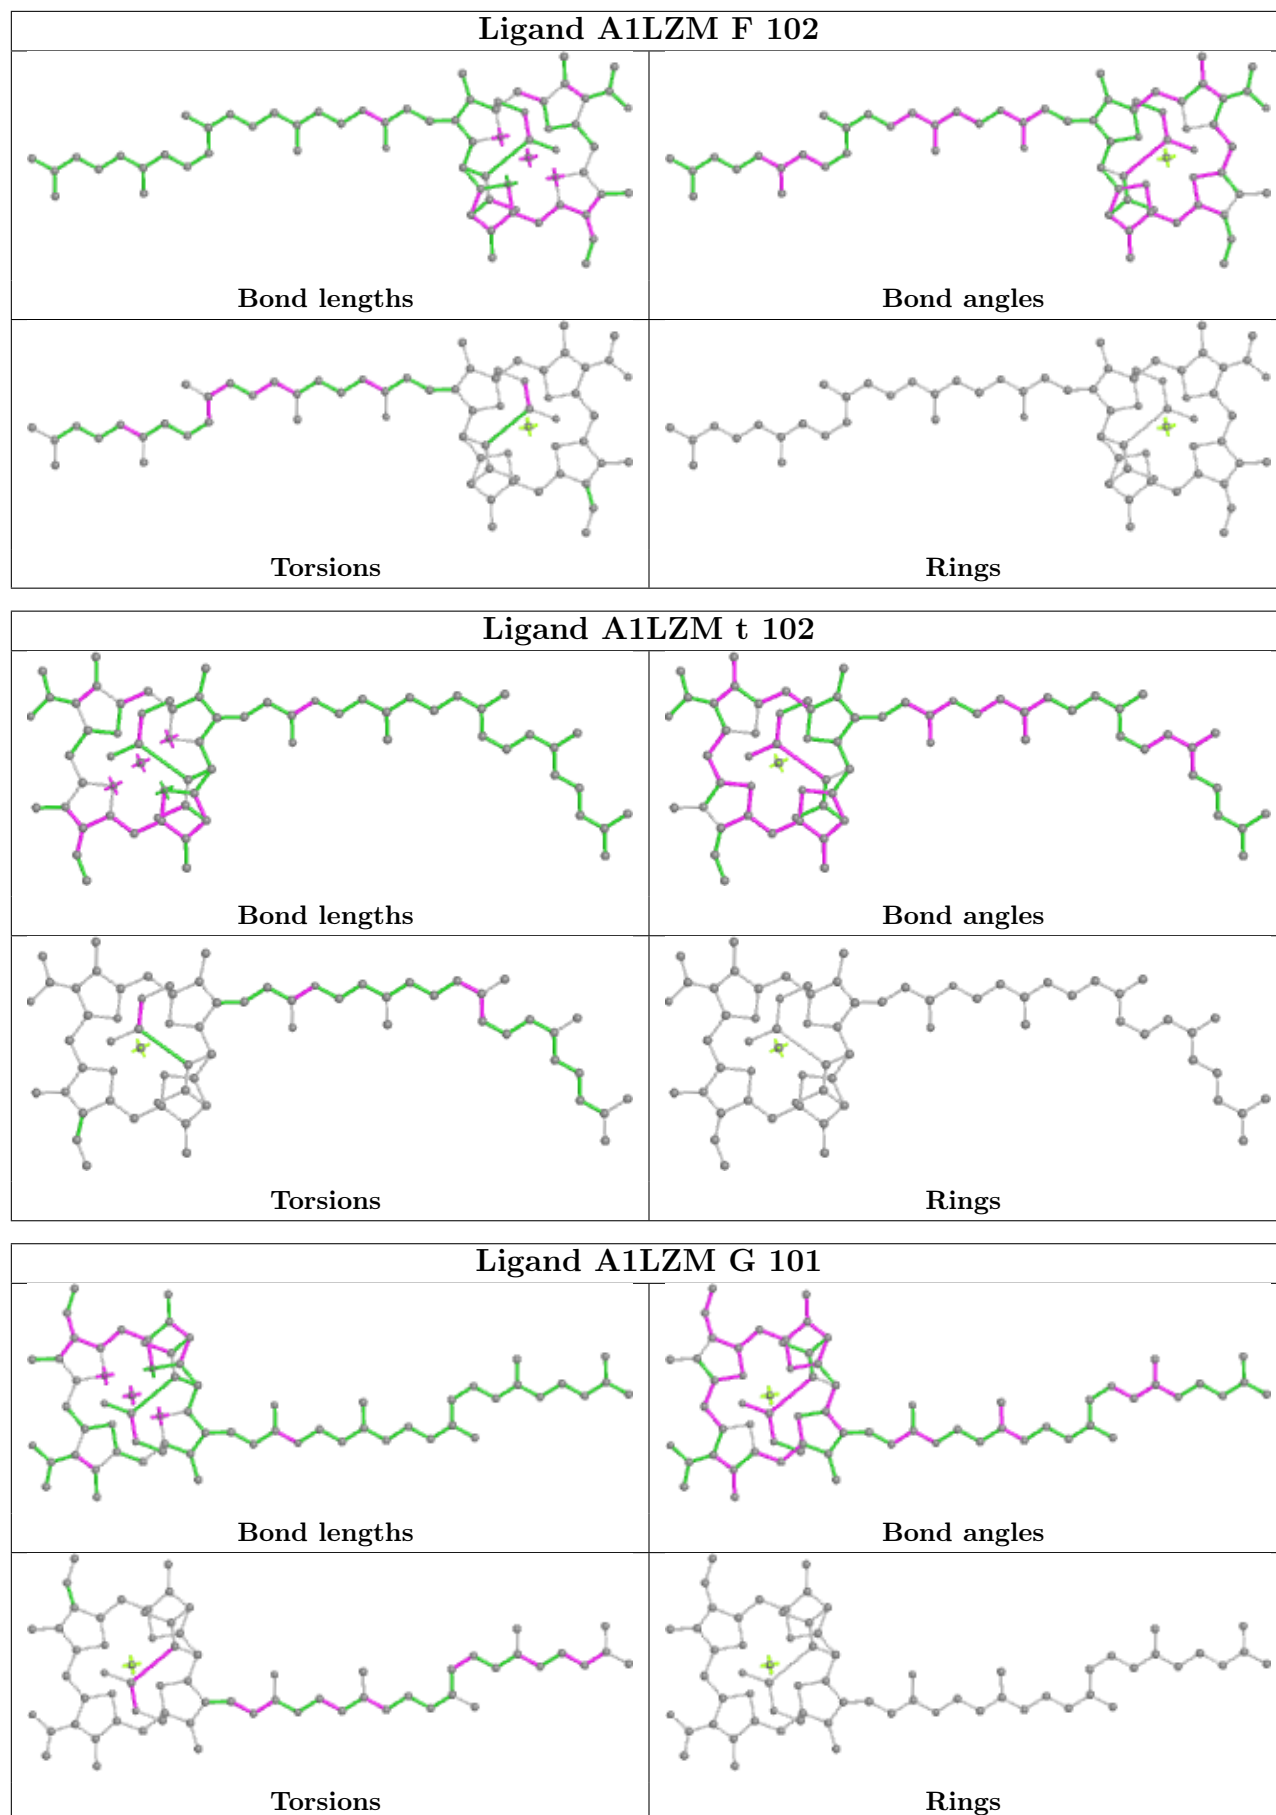 Ligand A1LZM F 102
Bond lengths
Bond angles
Torsions
Rings
Ligand A1LZM t 102
Bond lengths
Bond angles
Torsions
Rings
Ligand A1LZM G 101
Bond lengths
Bond angles
Torsions
Rings